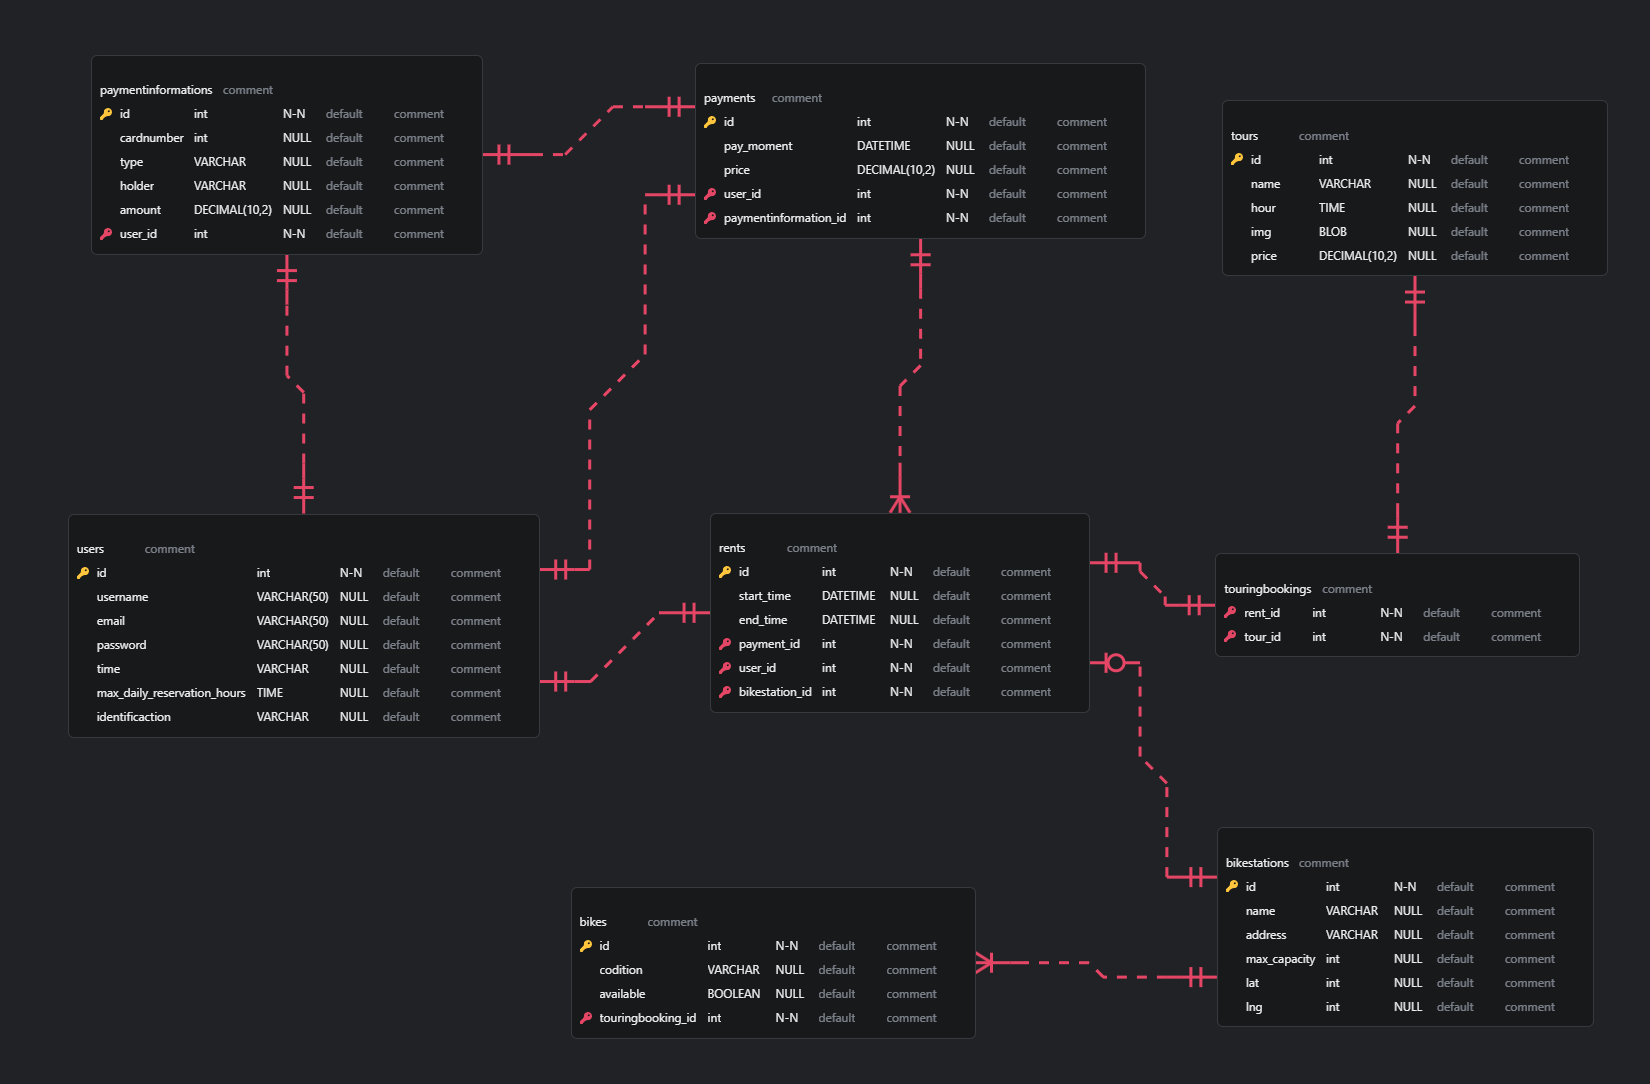 paymentinformations comment
id int N-N default comment
cardnumber int NULL default comment
type VARCHAR NULL default comment
holder VARCHAR NULL default comment
amount DECIMAL(10,2) NULL default comment
user_id int N-N default comment
payments comment
id int N-N default comment
pay_moment DATETIME NULL default comment
price DECIMAL(10,2) NULL default comment
user_id int N-N default comment
paymentinformation_id int N-N default comment
tours comment
id int N-N default comment
name VARCHAR NULL default comment
hour TIME NULL default comment
img BLOB NULL default comment
price DECIMAL(10,2) NULL default comment
users comment
id int N-N default comment
username VARCHAR(50) NULL default comment
email VARCHAR(50) NULL default comment
password VARCHAR(50) NULL default comment
time VARCHAR NULL default comment
max_daily_reservation_hours TIME NULL default comment
identificaction VARCHAR NULL default comment
rents comment
id int N-N default comment
start_time DATETIME NULL default comment
end_time DATETIME NULL default comment
payment_id int N-N default comment
user_id int N-N default comment
bikestation_id int N-N default comment
touringbookings comment
rent_id int N-N default comment
tour_id int N-N default comment
bikes comment
id int N-N default comment
codition VARCHAR NULL default comment
available BOOLEAN NULL default comment
touringbooking_id int N-N default comment
bikestations comment
id int N-N default comment
name VARCHAR NULL default comment
address VARCHAR NULL default comment
max_capacity int NULL default comment
lat int NULL default comment
lng int NULL default comment